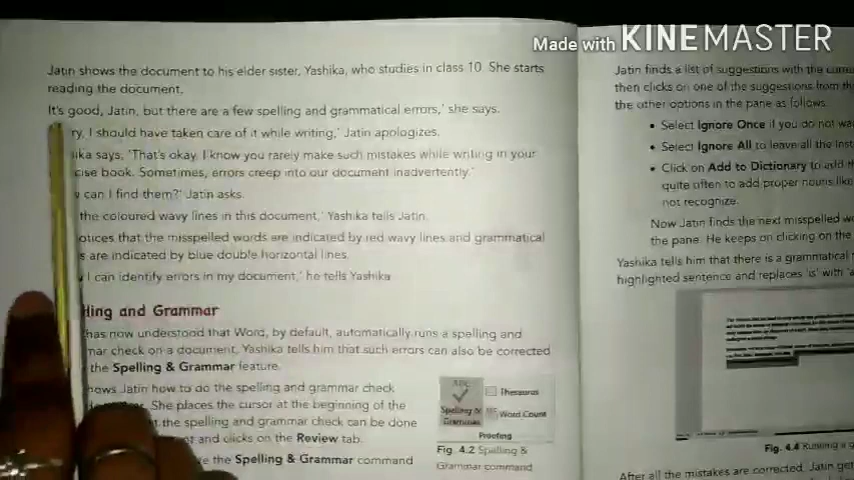 Made with KINEMASTER
Jatin shows the document to his elder sister, Yashika, who studies in class 10. She starts
reading the document.
It's good, Jatin, but there are a few spelling and grammatical errors,' she says.
ry, I should have taken care of it while writing,' Jatin apologizes.
ika says, 'That's okay. I know you rarely make such mistakes while writing in your
cise book. Sometimes, errors creep into our document inadvertently.'
can I find them?' Jatin asks.
the coloured wavy lines in this document,' Yashika tells Jatin.
otices that the misspelled words are indicated by red wavy lines and grammatical
s are indicated by blue double horizontal lines.
I can identify errors in my document,' he tells Yashika
lling and Grammar
has now understood that Word, by default, automatically runs a spelling and
mar check on a document. Yashika tells him that such errors can also be corrected
the Spelling & Grammar feature.
hows Jatin how to do the spelling and grammar check
She places the cursor at the beginning of the
the spelling and grammar check can be done
and clicks on the Review tab.
the Spelling & Grammar command
ABC
Spelling &
Grammar
Thesaurus
Word Count
Proofing
Fig. 4.2 Spelling &
Grammar command
Jatin finds a list of suggestions with the
then clicks on one of the suggestions from
the other options in the pane as follows.
• Select Ignore Once if you do not
• Select Ignore All to leave all the
• Click on Add to Dictionary to add
quite often to add proper nouns
not recognize.
Now Jatin finds the next misspelled
the pane. He keeps on clicking on the
Yashika tells him that there is a grammatical
highlighted sentence and replaces 'is' with
Fig. 4.4 Running a
After all the mistakes are corrected, Jatin